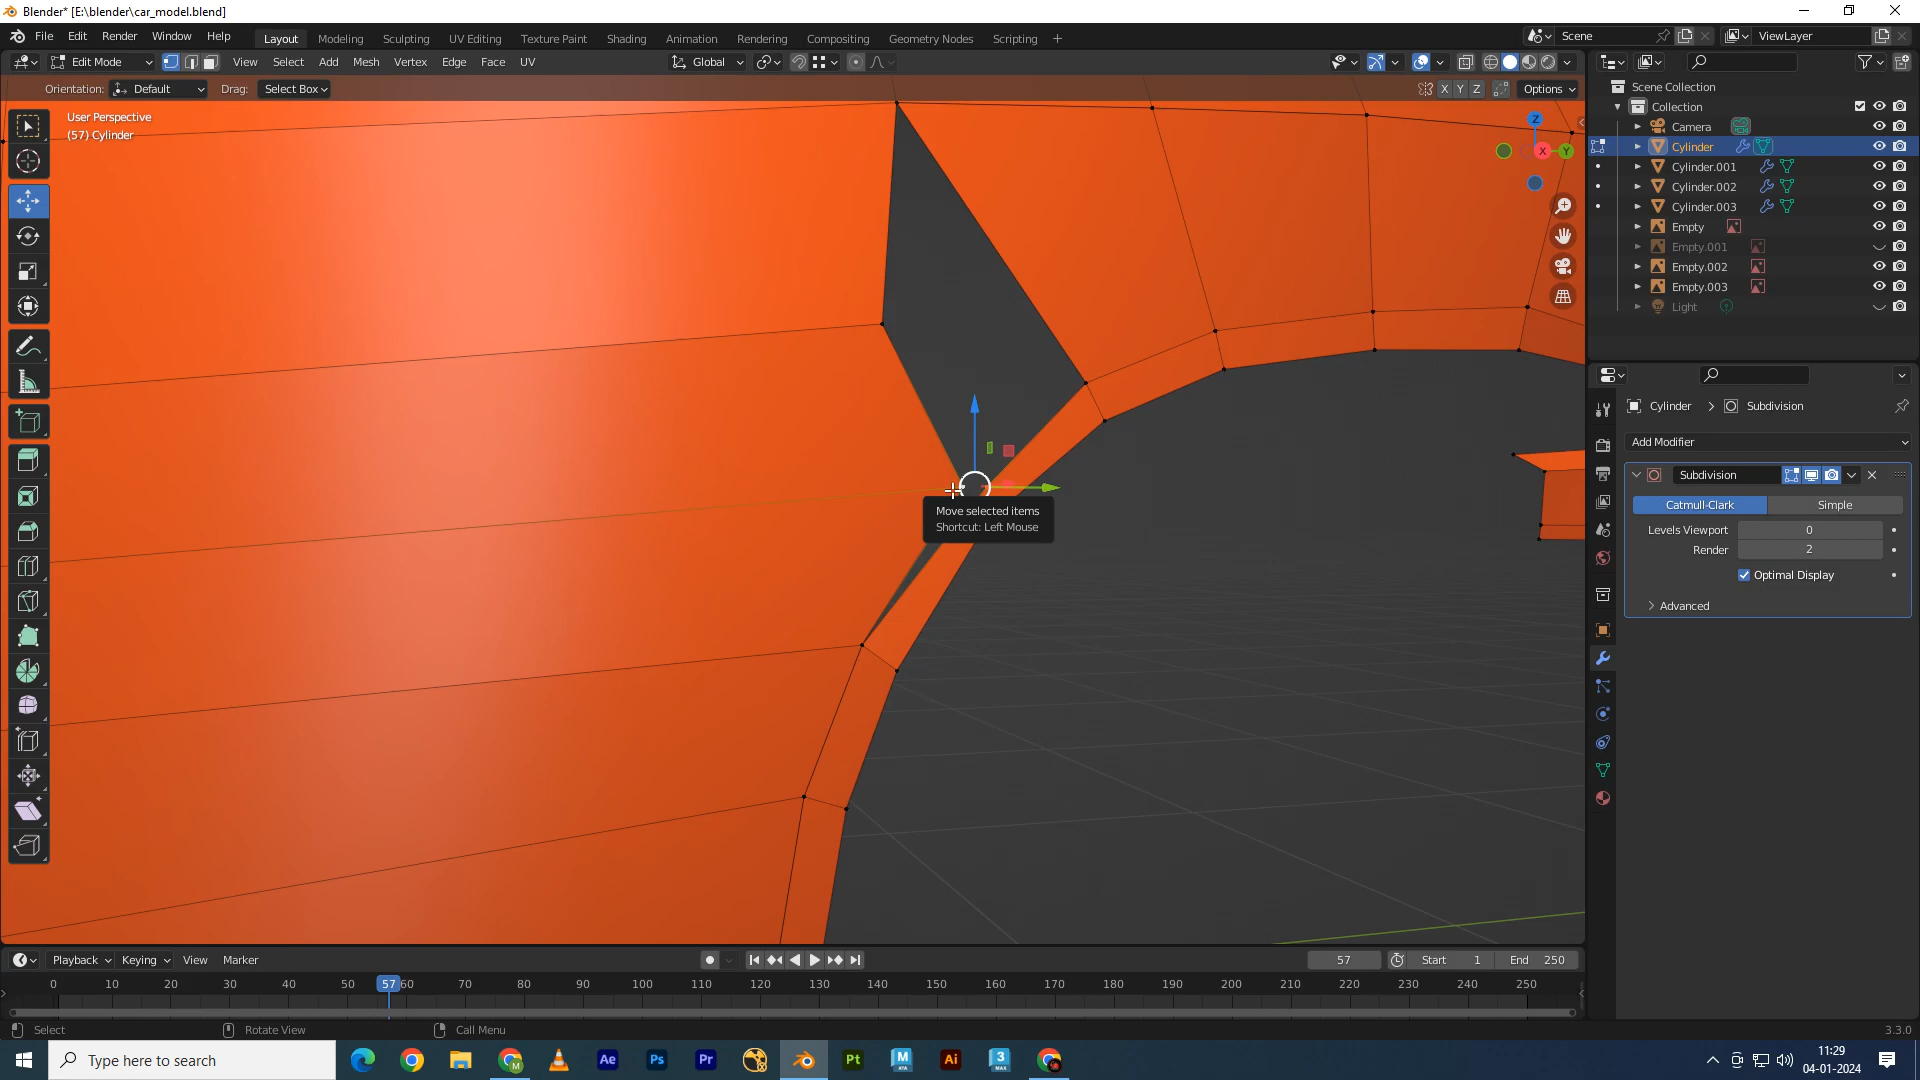 Blender* [E:\blender\car_model.blend]
File Edit Render Window Help
Layout Modeling Sculpting UV Editing Texture Paint Shading Animation Rendering Compositing Geometry Nodes Scripting +
Scene
ViewLayer
Edit Mode
View Select Add Mesh Vertex Edge Face UV
Global
Orientation: Default Drag: Select Box
X Y Z Options
User Perspective
(57) Cylinder
Z
X
Y
Move selected items
Shortcut: Left Mouse
Scene Collection
Collection
Camera
Cylinder
Cylinder.001
Cylinder.002
Cylinder.003
Empty
Empty.001
Empty.002
Empty.003
Light
Cylinder > Subdivision
Add Modifier
Subdivision
Catmull-Clark Simple
Levels Viewport 0
Render 2
Optimal Display
Advanced
Playback Keying View Marker
57 Start 1 End 250
0 10 20 30 40 50 57 60 70 80 90 100 110 120 130 140 150 160 170 180 190 200 210 220 230 240 250
Select Rotate View Call Menu
3.3.0
Type here to search
M
Ae Ps Pr Pt M Ai 3
11:29
04-01-2024